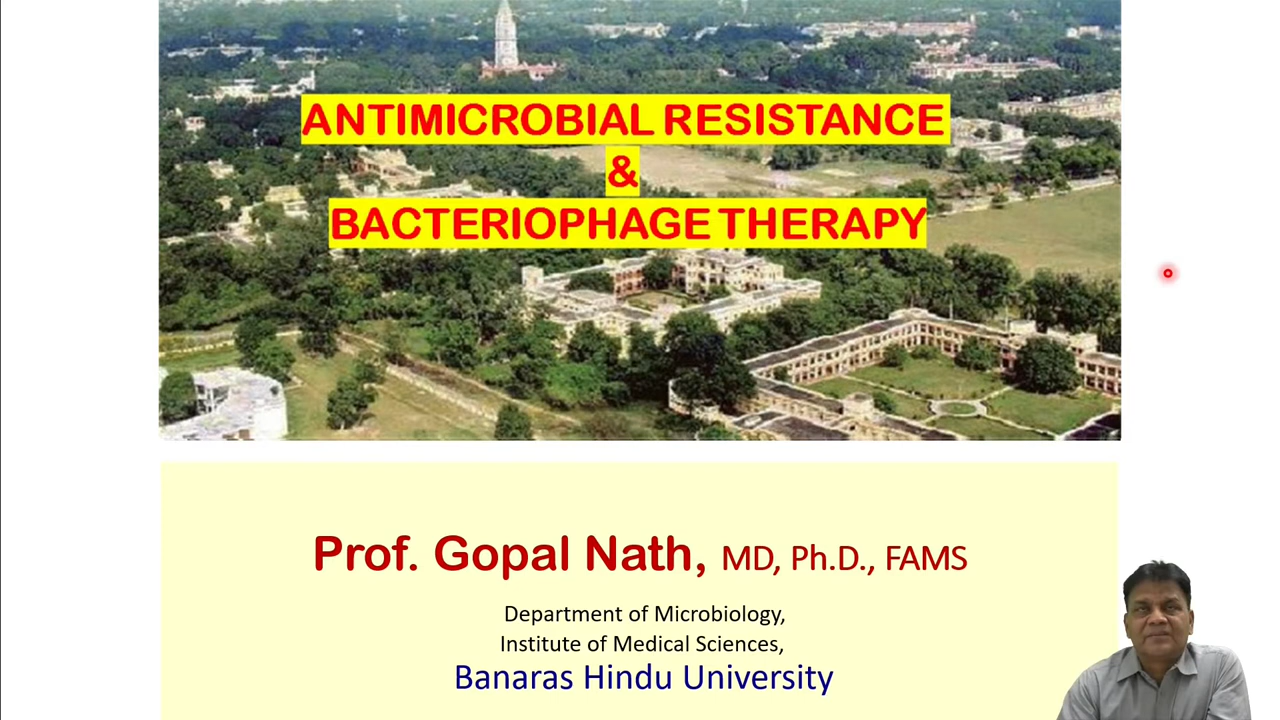 ANTIMICROBIAL RESISTANCE
&
BACTERIOPHAGE THERAPY
Prof. Gopal Nath, MD, Ph.D., FAMS
Department of Microbiology,
Institute of Medical Sciences,
Banaras Hindu University